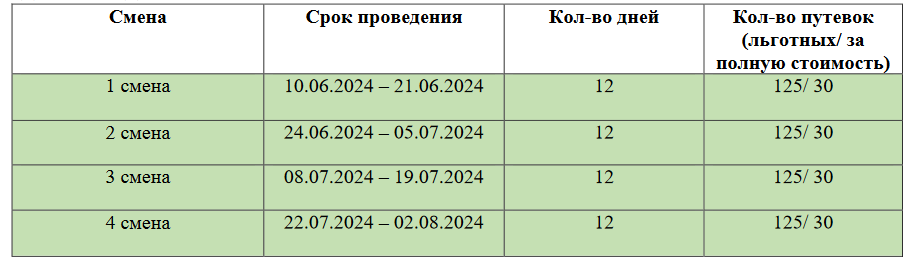 Смена Срок проведения Кол-во дней Кол-во путевок
(льготных/ за
полную стоимость)
1 смена 10.06.2024 – 21.06.2024 12 125/ 30
2 смена 24.06.2024 – 05.07.2024 12 125/ 30
3 смена 08.07.2024 – 19.07.2024 12 125/ 30
4 смена 22.07.2024 – 02.08.2024 12 125/ 30